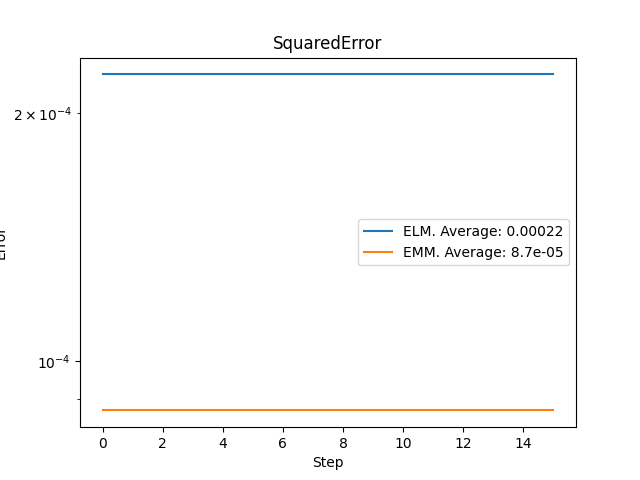 SquaredError
2 × 10⁻⁴
10⁻⁴
Error
ELM. Average: 0.00022
EMM. Average: 8.7e-05
0 2 4 6 8 10 12 14
Step